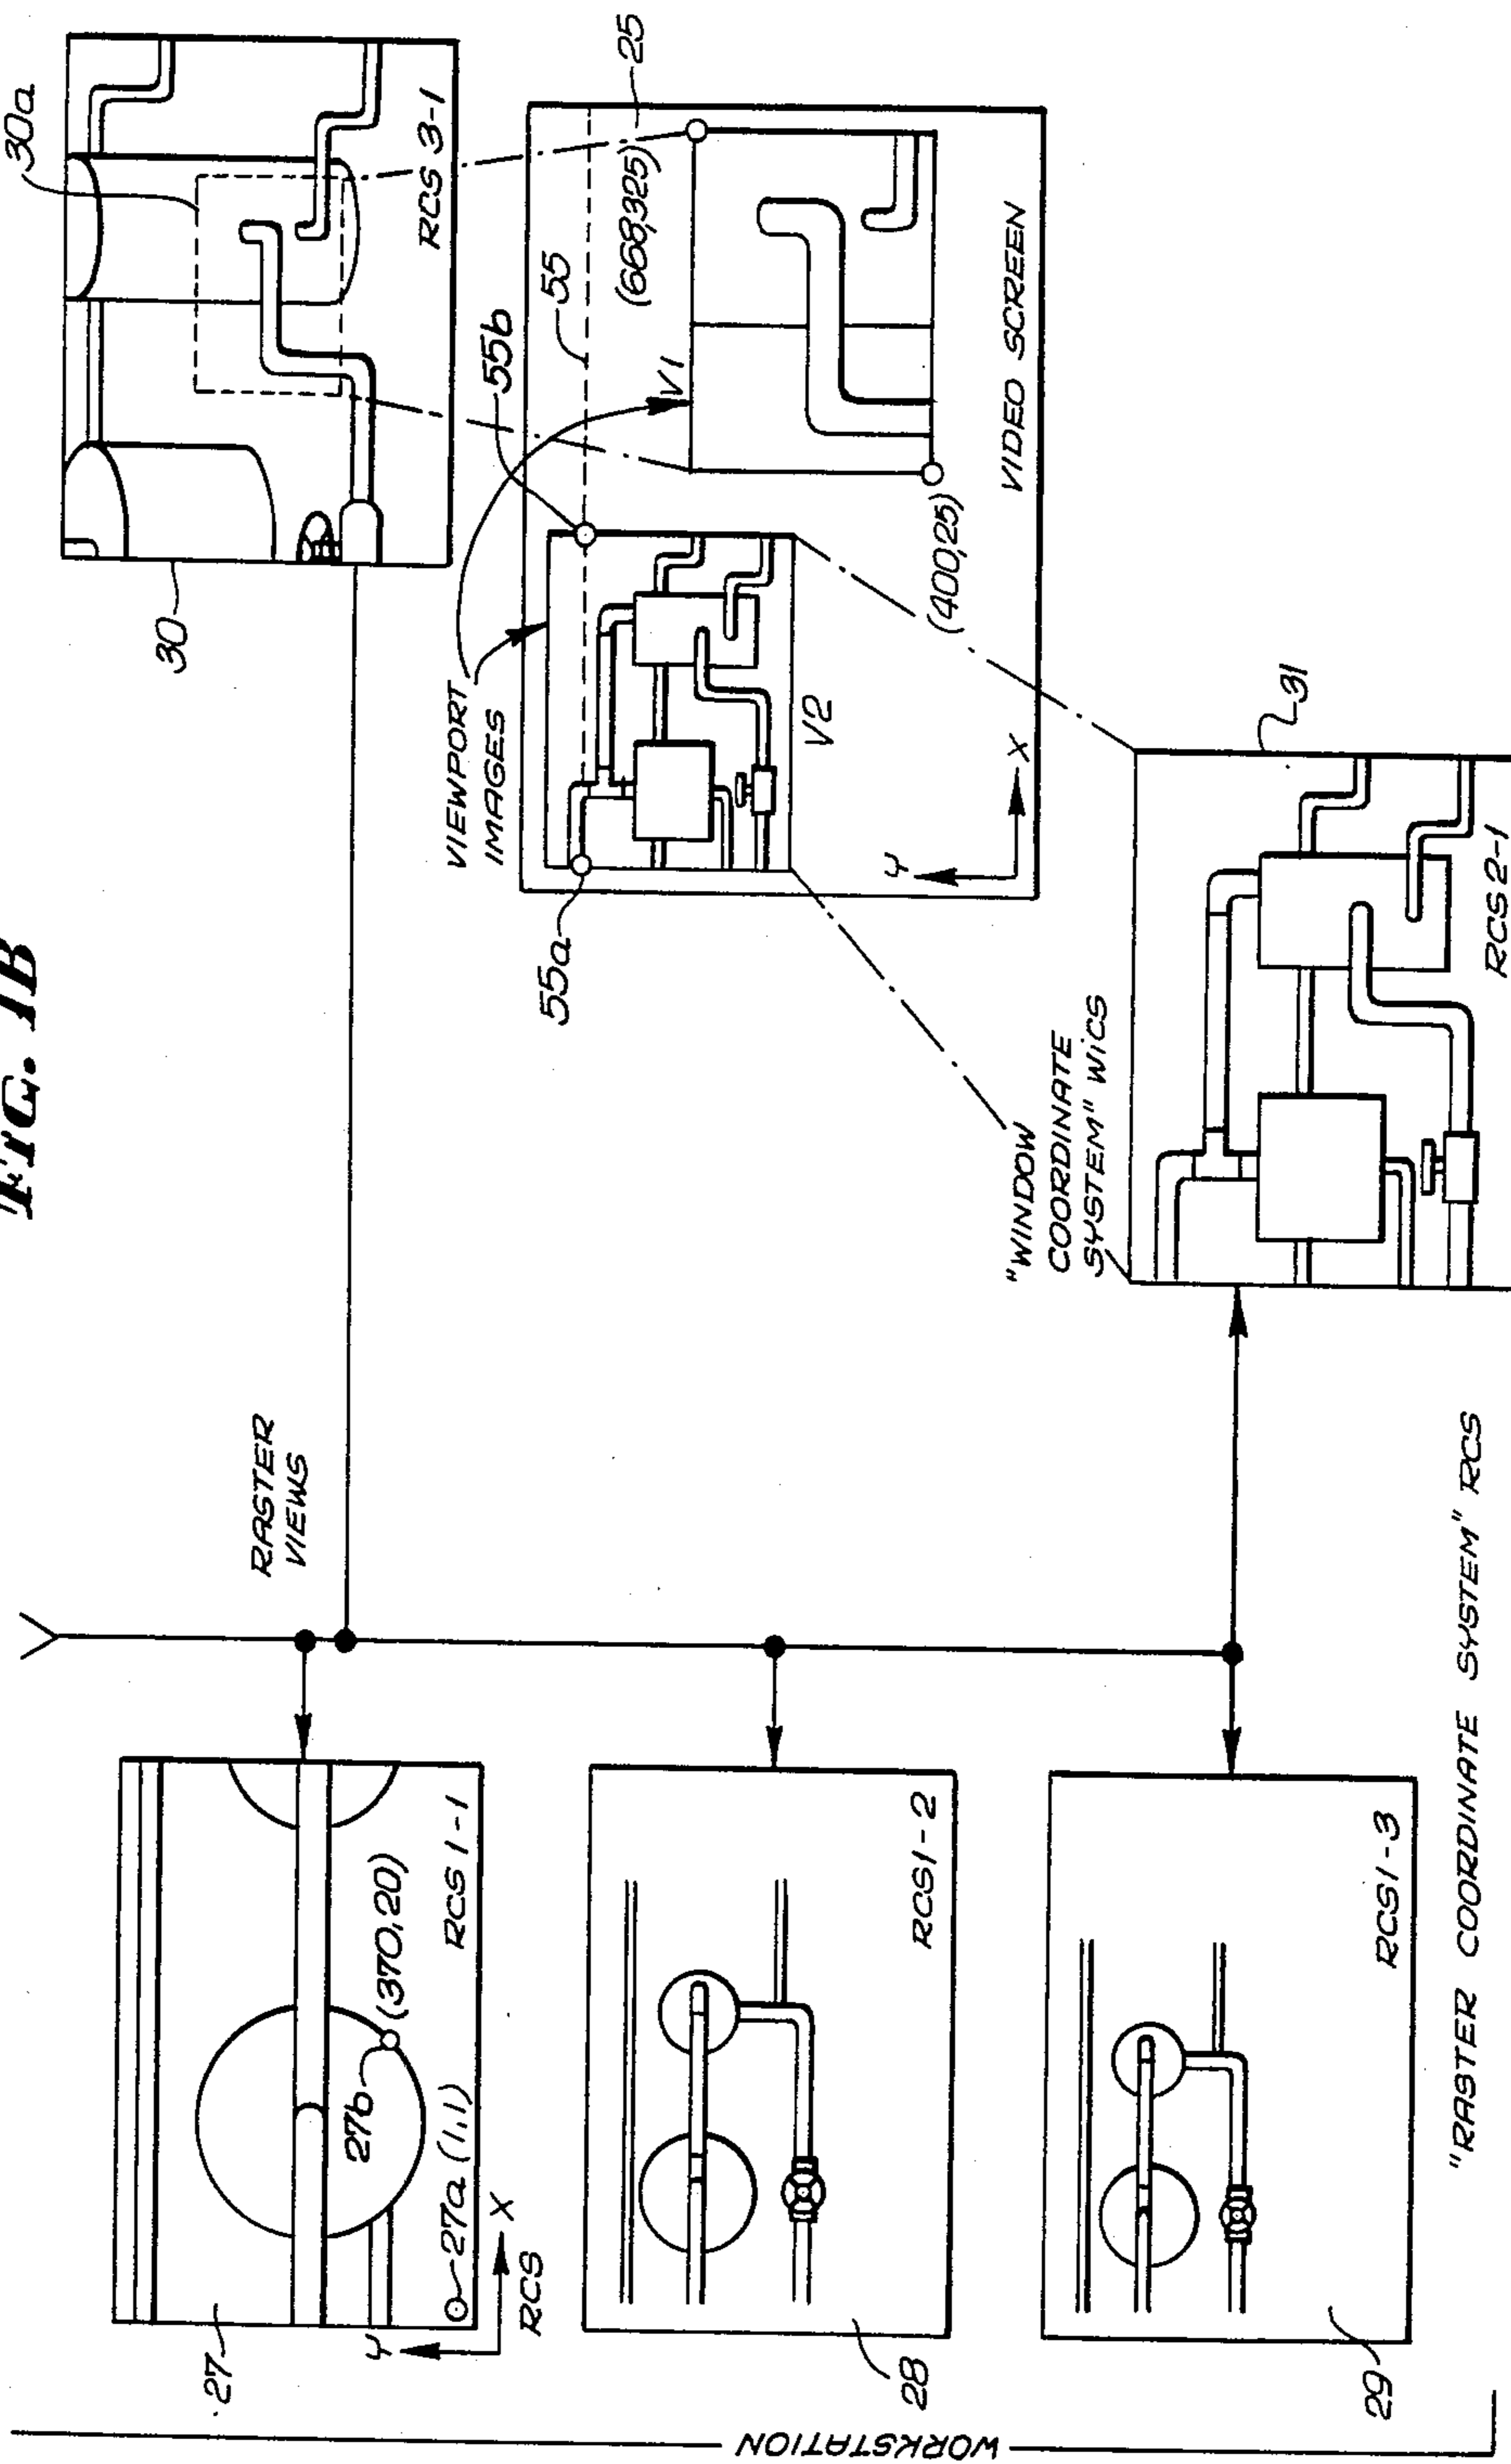 FIG. 1B
WORKSTATION
27
Y
X
RCS
27a (1,1)
27b
(370,20)
RCS 1-1
RASTER
VIEWS
30
30a
RCS 3-1
28
RCS1-2
VIEWPORT
IMAGES
55a
55b
55
V1
V2
(668,325)
25
(400,25)
Y
X
VIDEO SCREEN
29
RCS1-3
"WINDOW
COORDINATE
SYSTEM" WiCS
31
RCS2-1
"RASTER COORDINATE SYSTEM" RCS